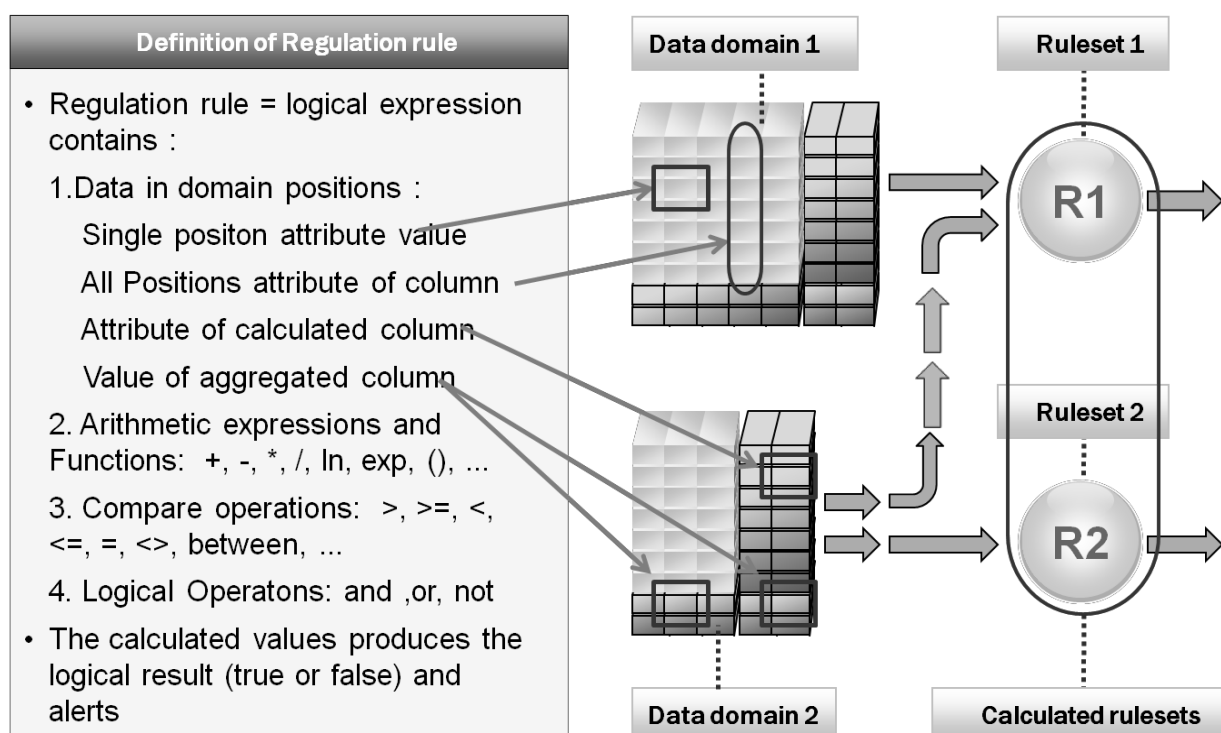 Definition of Regulation rule
• Regulation rule = logical expression
contains :
1.Data in domain positions :
Single positon attribute value
All Positions attribute of column
Attribute of calculated column
Value of aggregated column
2. Arithmetic expressions and
Functions: +, -, *, /, ln, exp, (), ...
3. Compare operations: >, >=, <,
<=, =, <>, between, ...
4. Logical Operatons: and ,or, not
• The calculated values produces the
logical result (true or false) and
alerts
Data domain 1
Ruleset 1
R1
Ruleset 2
R2
Data domain 2
Calculated rulesets